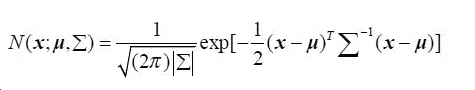 N(x;μ,Σ) = 1/√((2π)|Σ|) exp[−1/2(x − μ)ᵀ Σ⁻¹(x − μ)]